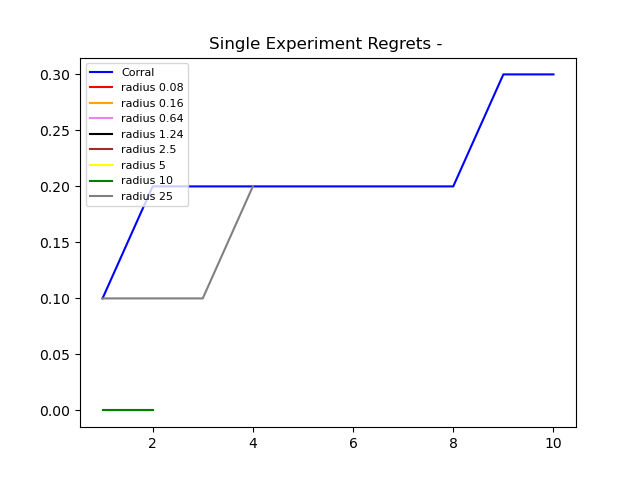 Single Experiment Regrets -
0.30
0.25
0.20
0.15
0.10
0.05
0.00
Corral
radius 0.08
radius 0.16
radius 0.64
radius 1.24
radius 2.5
radius 5
radius 10
radius 25
2
4
6
8
10